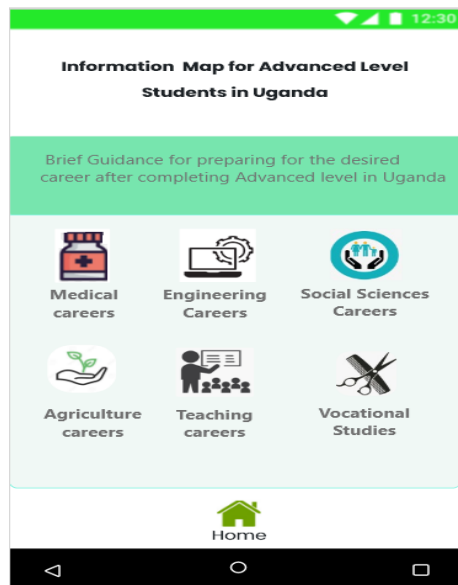 12:30
Information Map for Advanced Level
Students in Uganda
Brief Guidance for preparing for the desired
career after completing Advanced level in Uganda
Medical
careers
Engineering
Careers
Social Sciences
Careers
Agriculture
careers
Teaching
careers
Vocational
Studies
Home